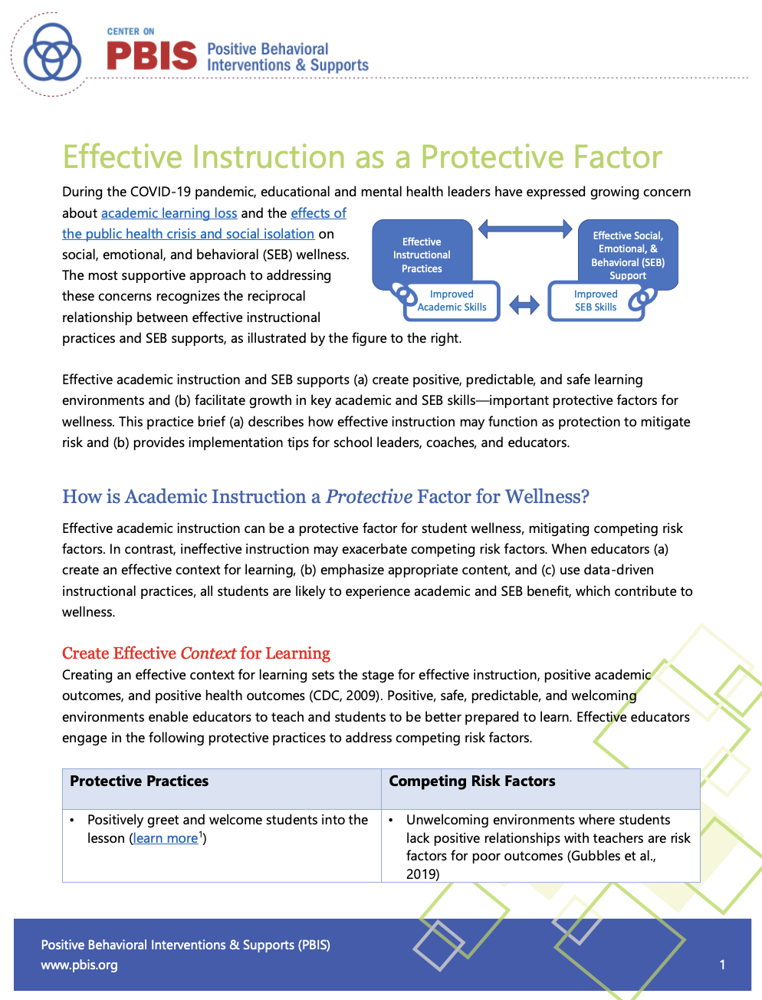 CENTER ON
PBIS
Positive Behavioral
Interventions & Supports
Effective Instruction as a Protective Factor
During the COVID-19 pandemic, educational and mental health leaders have expressed growing concern
about academic learning loss and the effects of
the public health crisis and social isolation on
social, emotional, and behavioral (SEB) wellness.
The most supportive approach to addressing
these concerns recognizes the reciprocal
relationship between effective instructional
practices and SEB supports, as illustrated by the figure to the right.
Effective
Instructional
Practices
Improved
Academic Skills
Effective Social,
Emotional, &
Behavioral (SEB)
Support
Improved
SEB Skills
Effective academic instruction and SEB supports (a) create positive, predictable, and safe learning
environments and (b) facilitate growth in key academic and SEB skills—important protective factors for
wellness. This practice brief (a) describes how effective instruction may function as protection to mitigate
risk and (b) provides implementation tips for school leaders, coaches, and educators.
How is Academic Instruction a Protective Factor for Wellness?
Effective academic instruction can be a protective factor for student wellness, mitigating competing risk
factors. In contrast, ineffective instruction may exacerbate competing risk factors. When educators (a)
create an effective context for learning, (b) emphasize appropriate content, and (c) use data-driven
instructional practices, all students are likely to experience academic and SEB benefit, which contribute to
wellness.
Create Effective Context for Learning
Creating an effective context for learning sets the stage for effective instruction, positive academic
outcomes, and positive health outcomes (CDC, 2009). Positive, safe, predictable, and welcoming
environments enable educators to teach and students to be better prepared to learn. Effective educators
engage in the following protective practices to address competing risk factors.
Protective Practices
• Positively greet and welcome students into the
lesson (learn more¹)
Competing Risk Factors
• Unwelcoming environments where students
lack positive relationships with teachers are risk
factors for poor outcomes (Gubbles et al.,
2019)
Positive Behavioral Interventions & Supports (PBIS)
www.pbis.org
1